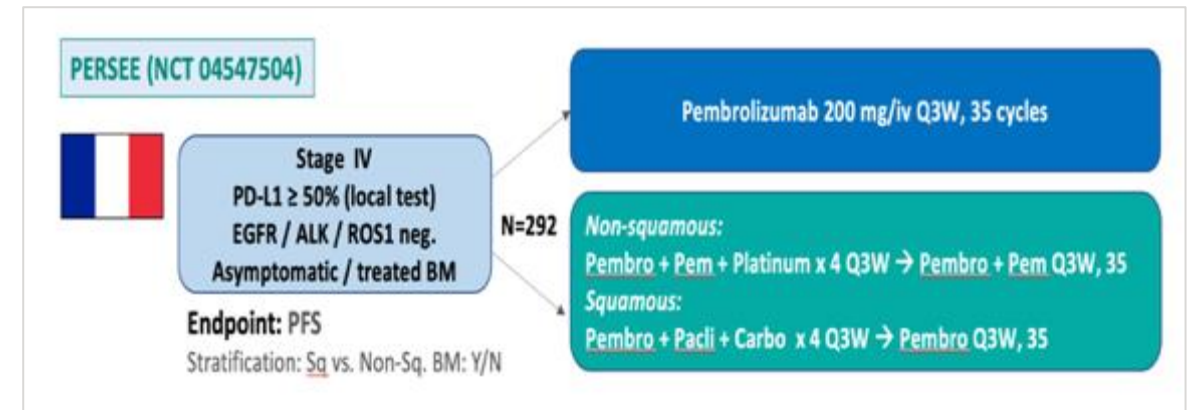 PERSEE (NCT 04547504)
Stage IV
PD-L1 ≥ 50% (local test)
EGFR / ALK / ROS1 neg.
Asymptomatic / treated BM
Endpoint: PFS
Stratification: Sq vs. Non-Sq. BM: Y/N
N=292
Pembrolizumab 200 mg/iv Q3W, 35 cycles
Non-squamous:
Pembro + Pem + Platinum x 4 Q3W → Pembro + Pem Q3W, 35
Squamous:
Pembro + Pacli + Carbo x 4 Q3W → Pembro Q3W, 35